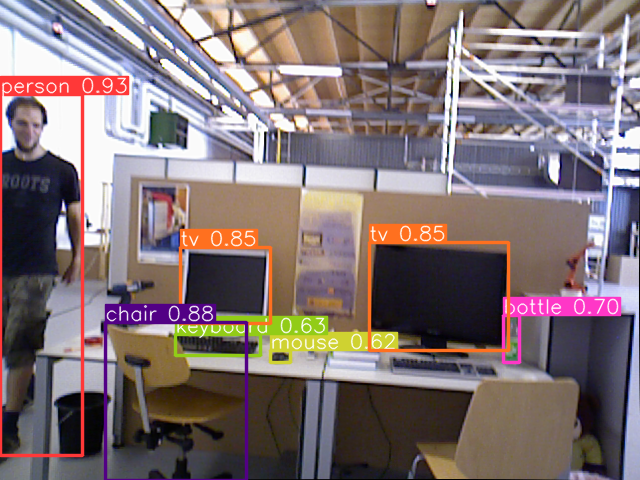 person 0.93
ROOTS
tv 0.85
tv 0.85
chair 0.88
bottle 0.70
keyboard 0.63
mouse 0.62